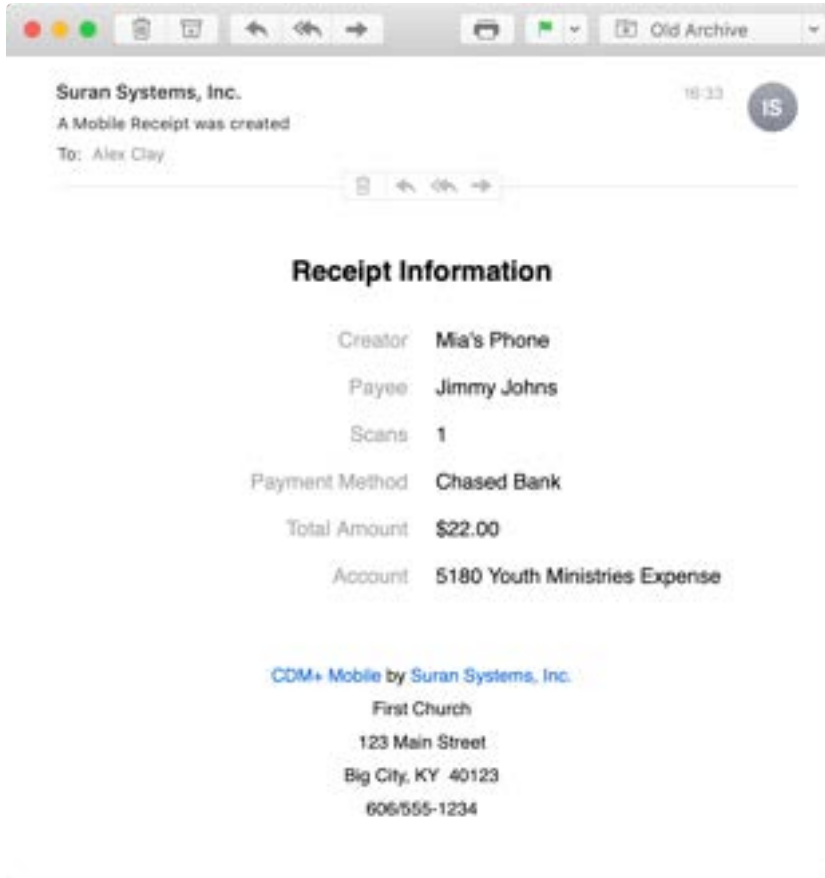 Old Archive
Suran Systems, Inc.
16:33
IS
A Mobile Receipt was created
To: Alex Clay
Receipt Information
Creator Mia's Phone
Payee Jimmy Johns
Scans 1
Payment Method Chased Bank
Total Amount $22.00
Account 5180 Youth Ministries Expense
CDM+ Mobile by Suran Systems, Inc.
First Church
123 Main Street
Big City, KY 40123
606/555-1234